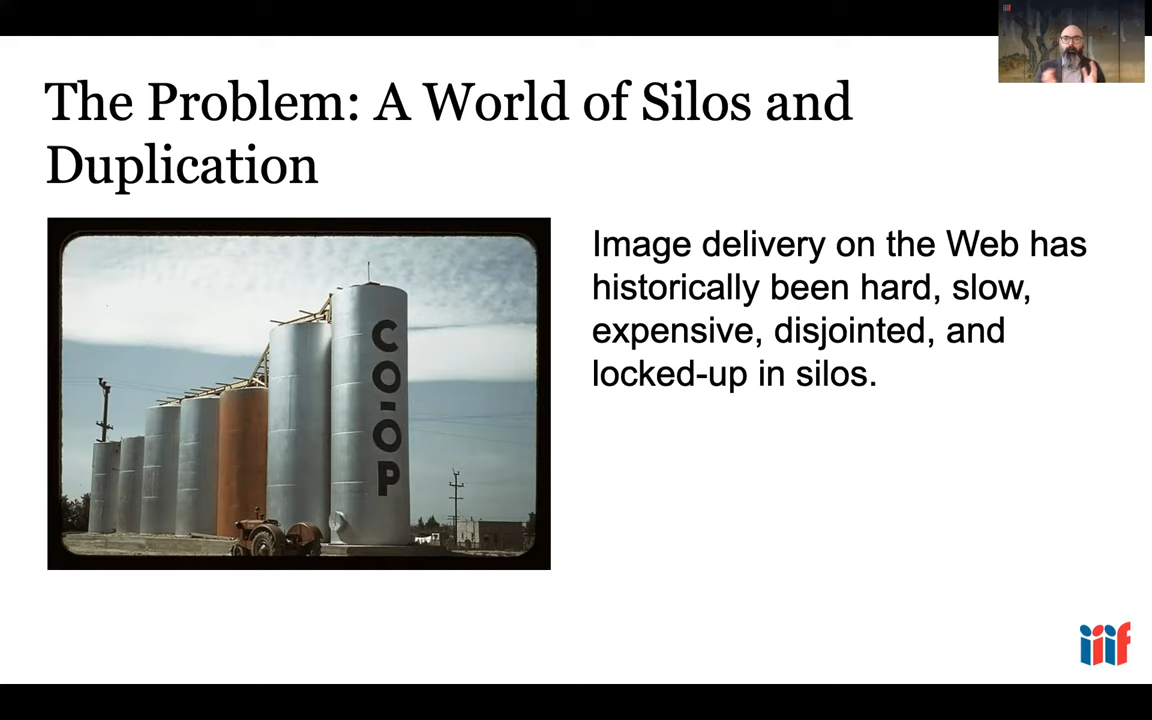 The Problem: A World of Silos and
Duplication
CO-OP
Image delivery on the Web has
historically been hard, slow,
expensive, disjointed, and
locked-up in silos.
iiif